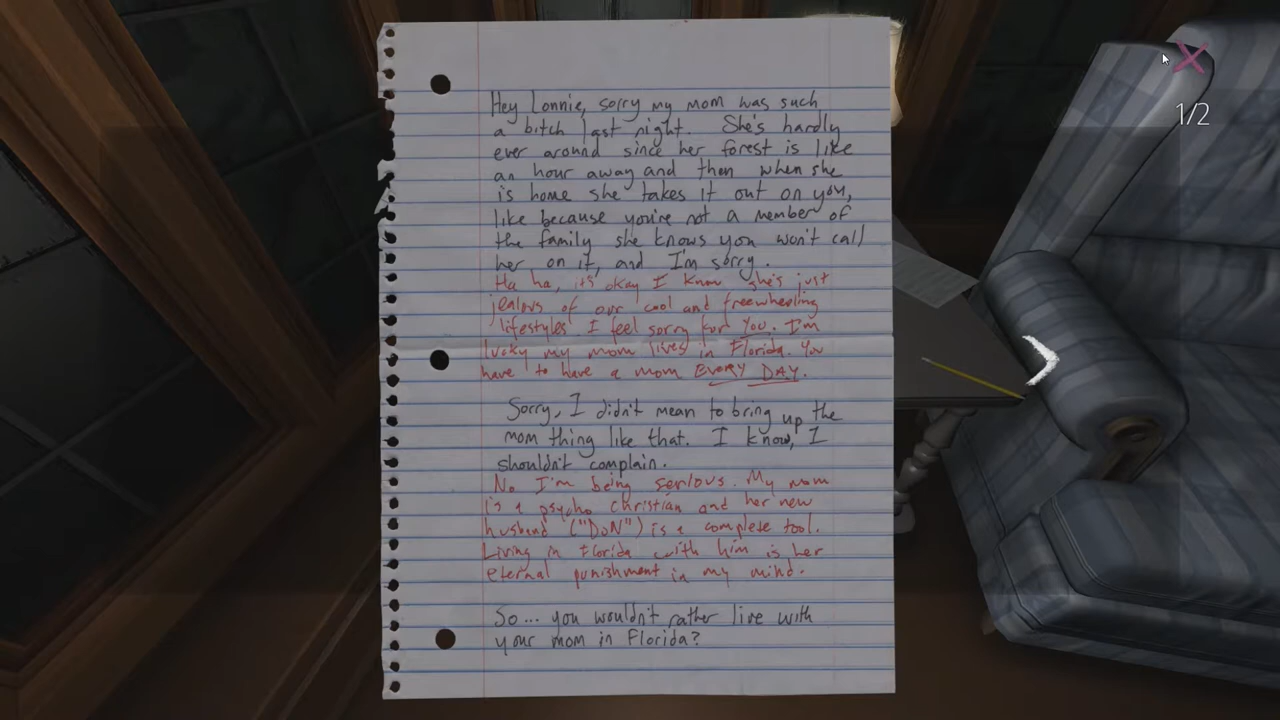 1/2
Hey Lonnie, sorry my mom was such
a bitch last night. She's hardly
ever around since her forest is like
an hour away and then when she
is home she takes it out on you,
like because you're not a member of
the family she knows you won't call
her on it, and I'm sorry.
Ha ha, it's okay I know she's just
jealous of our cool and freewheeling
lifestyles. I feel sorry for you. I'm
lucky my mom lives in Florida. You
have to have a mom EVERY DAY.
Sorry, I didn't mean to bring up the
mom thing like that. I know, I
shouldn't complain.
No I'm being serious. My mom
is a psycho christian and her new
husband ("DoN") is a complete tool.
Living in Florida with him is her
eternal punishment in my mind.
So... you wouldn't rather live with
your mom in Florida?